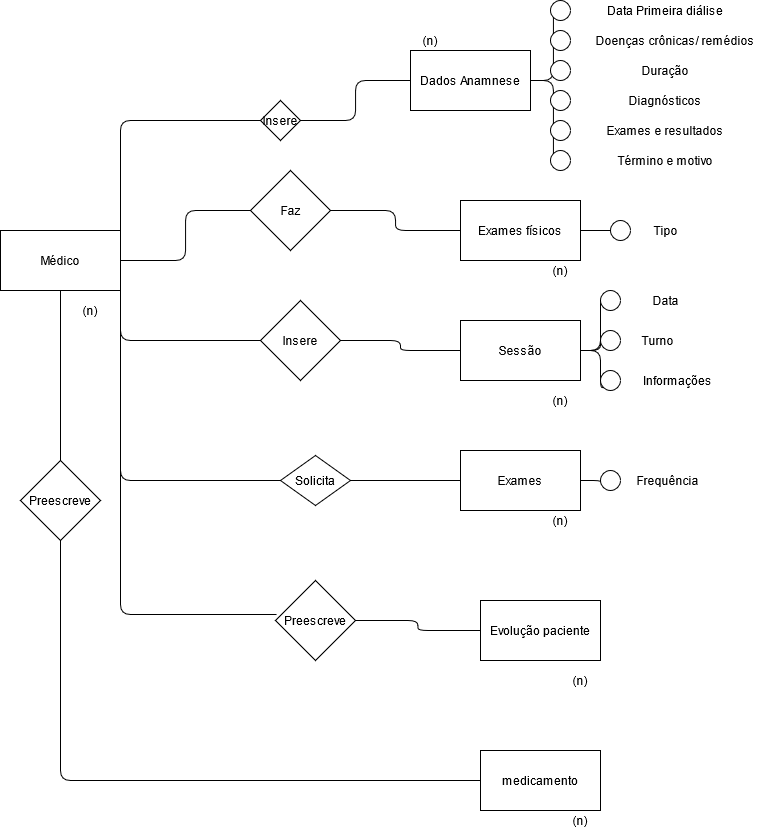 Data Primeira diálise
(n)
Doenças crônicas/ remédios
Dados Anamnese
Duração
Diagnósticos
Insere
Exames e resultados
Término e motivo
Faz
Exames físicos
Tipo
Médico
(n)
(n)
Data
Insere
Turno
Sessão
Informações
(n)
Solicita
Exames
Frequência
Preescreve
(n)
Preescreve
Evolução paciente
(n)
medicamento
(n)